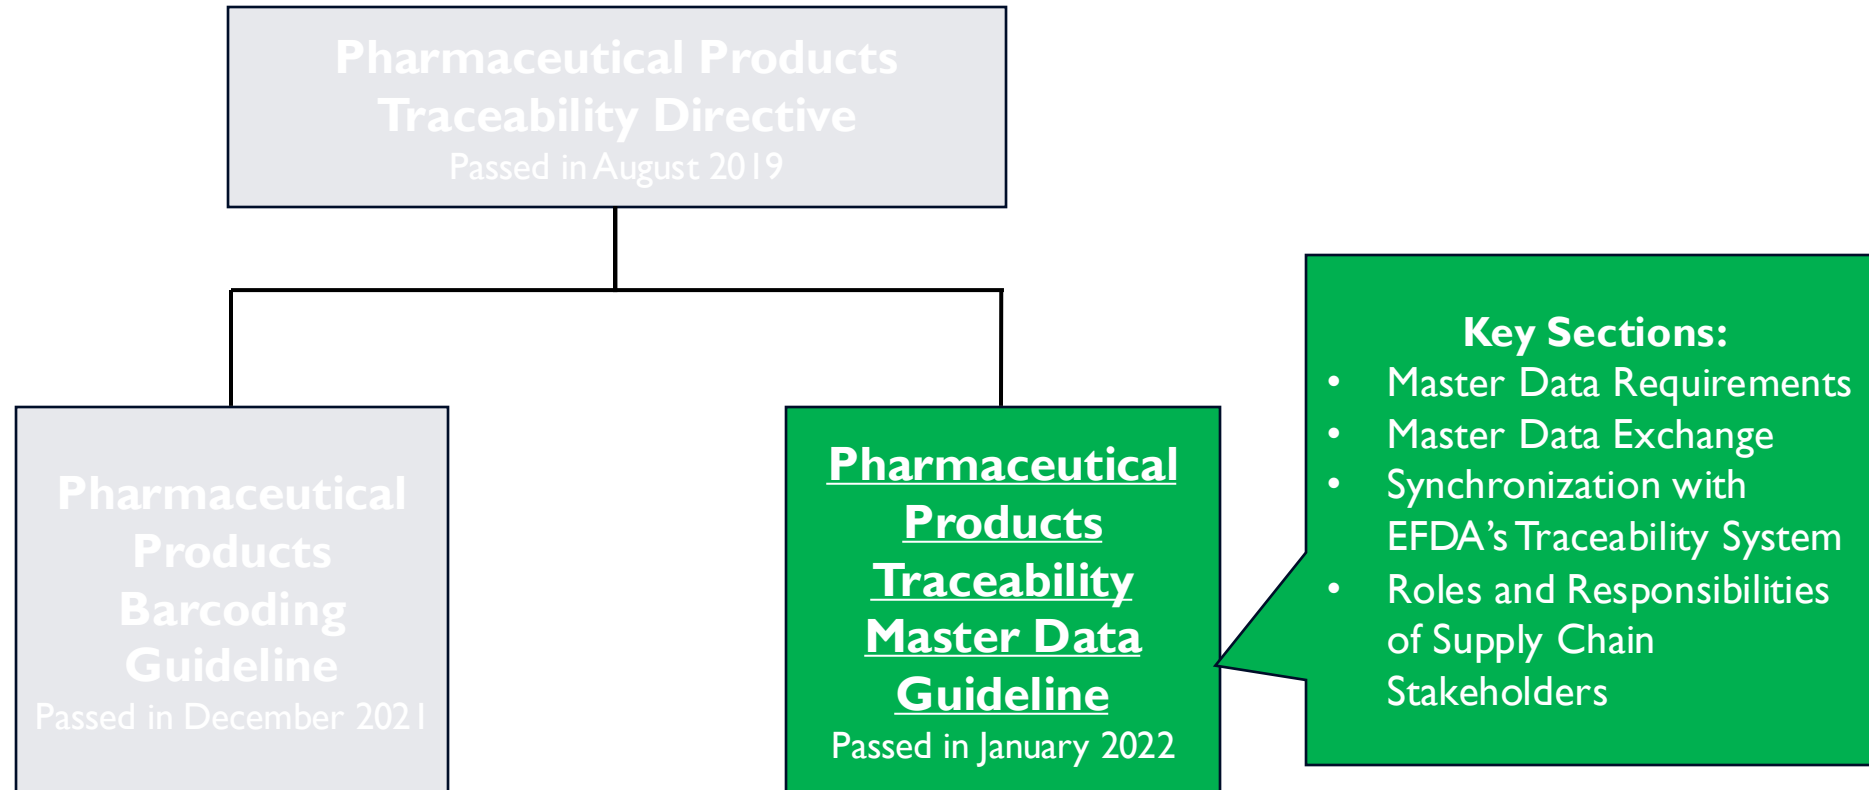 Pharmaceutical Products
Traceability Directive
Passed in August 2019
Pharmaceutical
Products
Barcoding
Guideline
Passed in December 2021
Pharmaceutical
Products
Traceability
Master Data
Guideline
Passed in January 2022
Key Sections:
• Master Data Requirements
• Master Data Exchange
• Synchronization with
EFDA’s Traceability System
• Roles and Responsibilities
of Supply Chain
Stakeholders